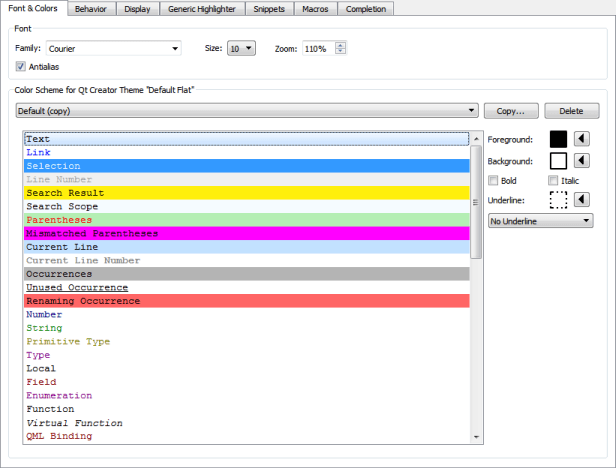 Font & Colors Behavior Display Generic Highlighter Snippets Macros Completion
Font
Family: Courier Size: 10 Zoom: 110%
Antialias
Color Scheme for Qt Creator Theme "Default Flat"
Default (copy) Copy... Delete
Text Foreground:
Link
Selection Background:
Line Number Bold Italic
Search Result Underline:
Search Scope
Parentheses No Underline
Mismatched Parentheses
Current Line
Current Line Number
Occurrences
Unused Occurrence
Renaming Occurrence
Number
String
Primitive Type
Type
Local
Field
Enumeration
Function
Virtual Function
QML Binding